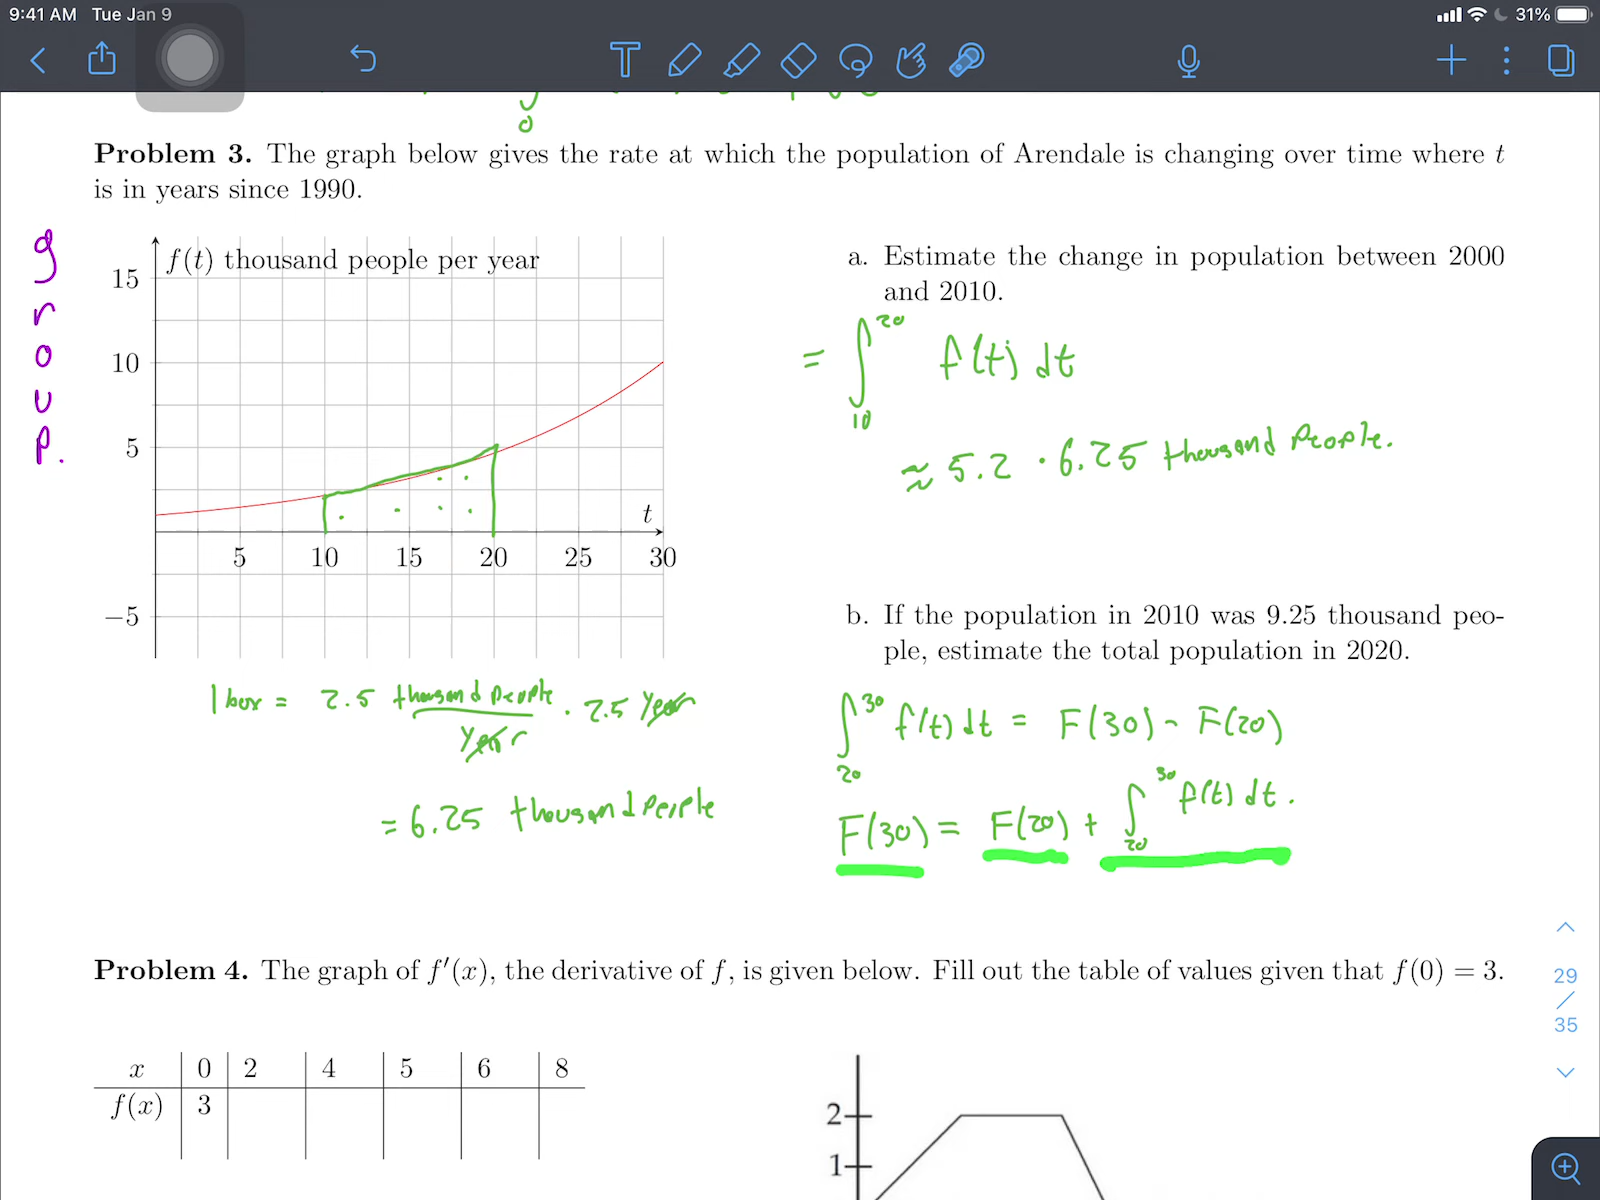 9:41 AM Tue Jan 9
31%
0
Problem 3. The graph below gives the rate at which the population of Arendale is changing over time where t
is in years since 1990.
group.
f(t) thousand people per year
15
10
5
t
5 10 15 20 25 30
−5
1 box = 2.5 thousand people / year · 2.5 year
= 6.25 thousand people
a. Estimate the change in population between 2000
and 2010.
= ∫₁₀²⁰ f(t) dt
≈ 5.2 · 6.25 thousand people.
b. If the population in 2010 was 9.25 thousand peo-
ple, estimate the total population in 2020.
∫₂₀³⁰ f(t) dt = F(30) - F(20)
F(30) = F(20) + ∫₂₀³⁰ f(t) dt.
29
/
35
Problem 4. The graph of f′(x), the derivative of f, is given below. Fill out the table of values given that f(0) = 3.
x 0 2 4 5 6 8
f(x) 3
2
1